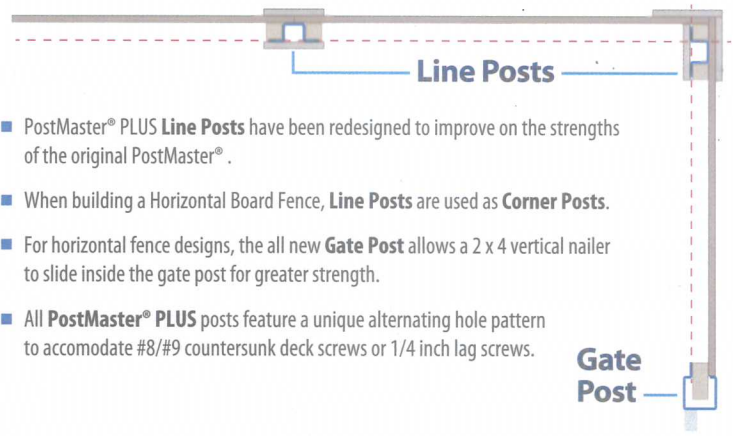 Line Posts
■ PostMaster® PLUS Line Posts have been redesigned to improve on the strengths
of the original PostMaster® .
■ When building a Horizontal Board Fence, Line Posts are used as Corner Posts.
■ For horizontal fence designs, the all new Gate Post allows a 2 x 4 vertical nailer
to slide inside the gate post for greater strength.
■ All PostMaster® PLUS posts feature a unique alternating hole pattern
to accomodate #8/#9 countersunk deck screws or 1/4 inch lag screws.
Gate
Post